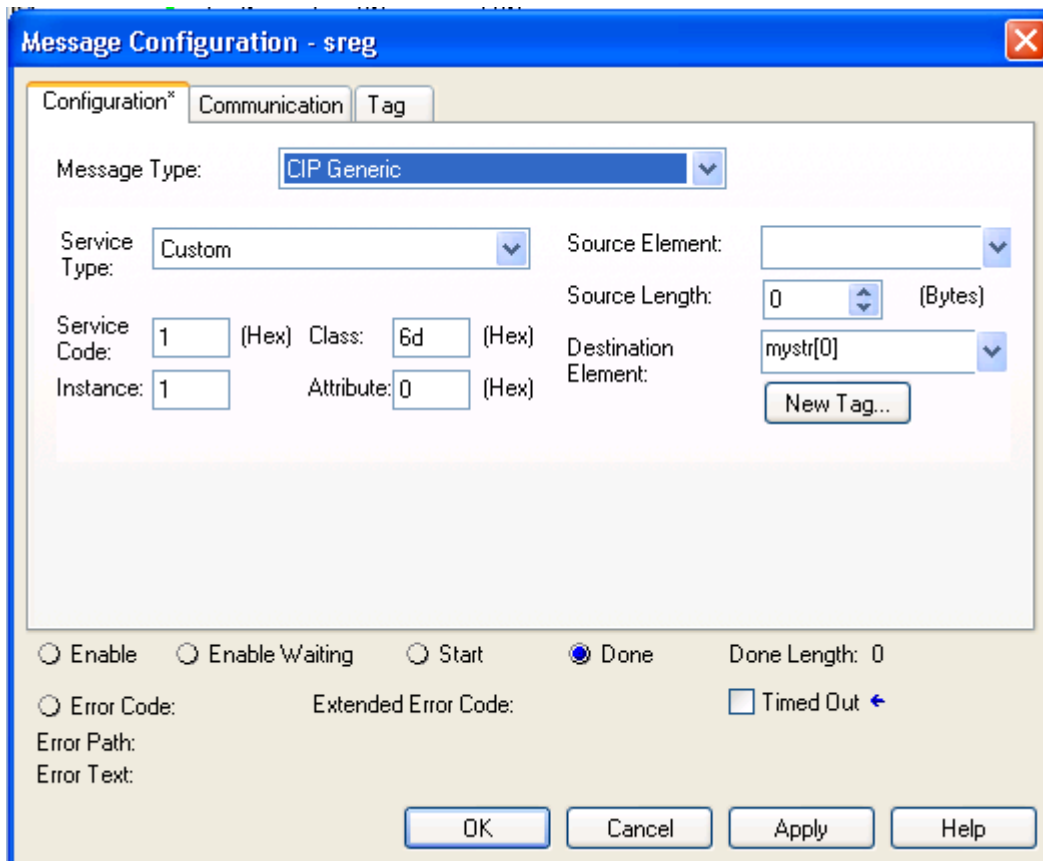 Message Configuration - sreg
Configuration* Communication Tag
Message Type: CIP Generic
Service Type: Custom
Source Element:
Source Length: 0 (Bytes)
Service Code: 1 (Hex) Class: 6d (Hex)
Destination Element: mystr[0]
Instance: 1 Attribute: 0 (Hex)
New Tag...
Enable Enable Waiting Start Done Done Length: 0
Error Code: Extended Error Code: Timed Out
Error Path:
Error Text:
OK Cancel Apply Help